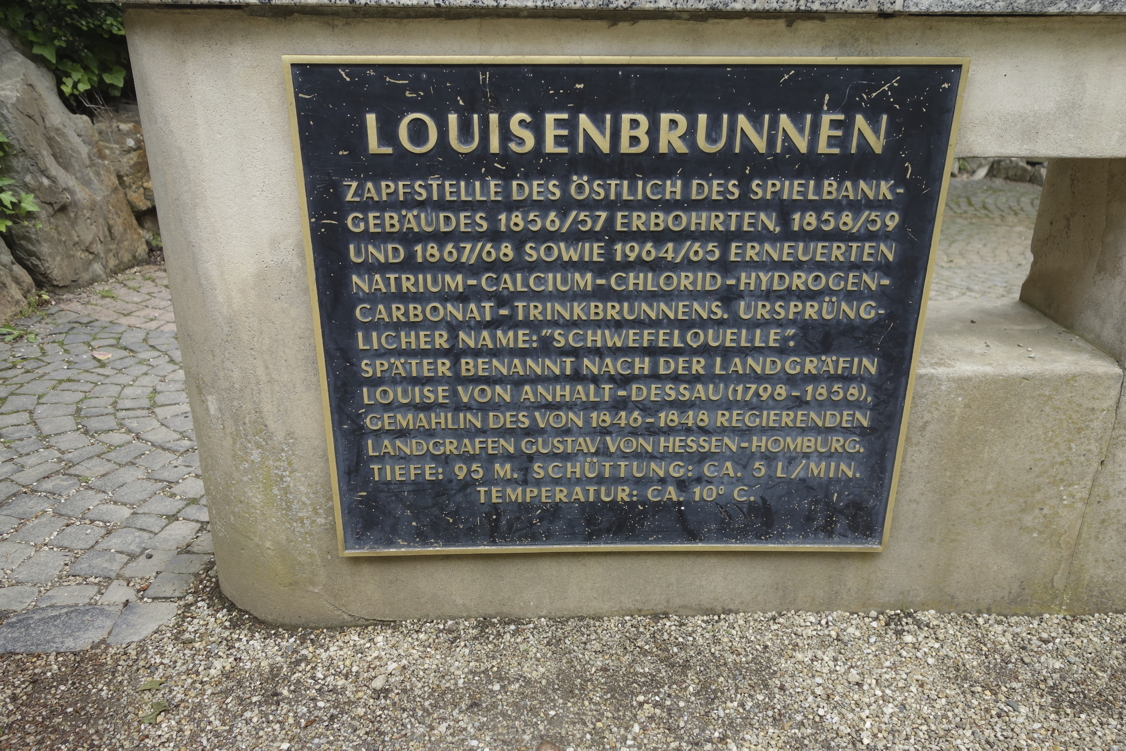 LOUISENBRUNNEN
ZAPFSTELLE DES ÖSTLICH DES SPIELBANK-
GEBÄUDES 1856/57 ERBOHRTEN, 1858/59
UND 1867/68 SOWIE 1964/65 ERNEUERTEN
NATRIUM-CALCIUM-CHLORID-HYDROGEN-
CARBONAT-TRINKBRUNNENS. URSPRÜNG-
LICHER NAME: "SCHWEFELQUELLE".
SPÄTER BENANNT NACH DER LANDGRÄFIN
LOUISE VON ANHALT-DESSAU (1798-1858),
GEMAHLIN DES VON 1846-1848 REGIERENDEN
LANDGRAFEN GUSTAV VON HESSEN-HOMBURG.
TIEFE: 95 M. SCHÜTTUNG: CA. 5 L/MIN.
TEMPERATUR: CA. 10° C.